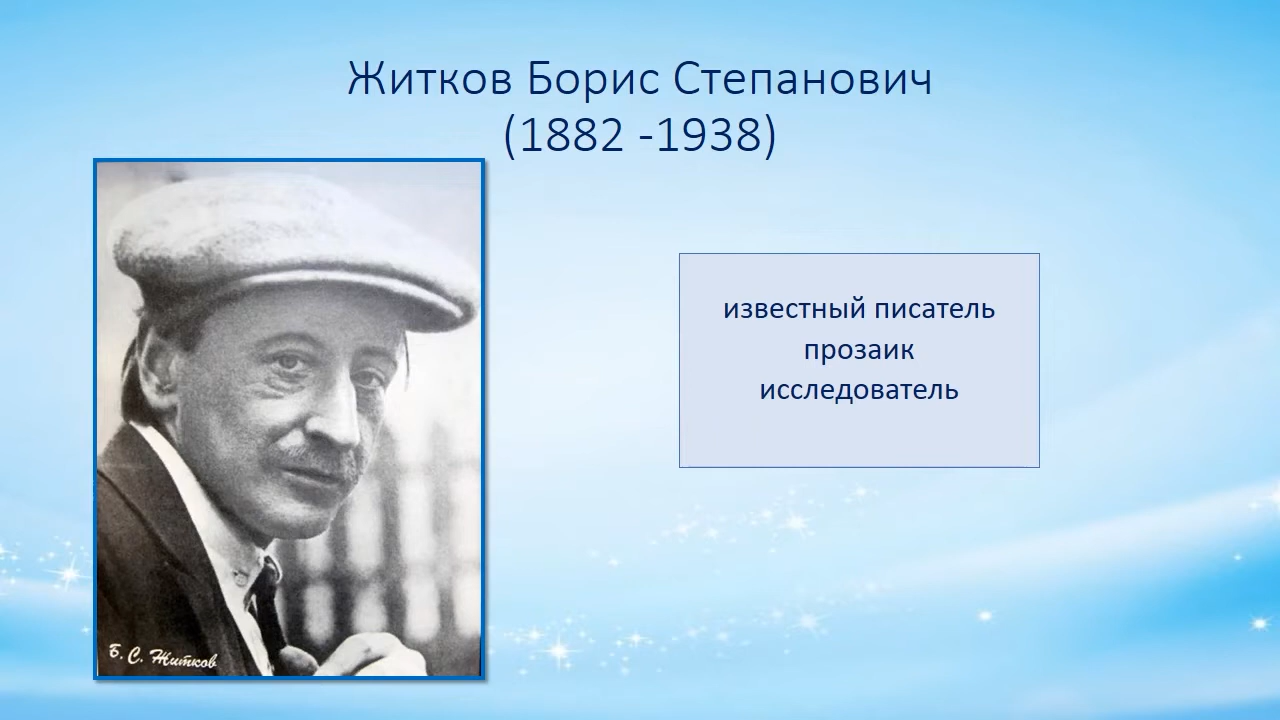 Житков Борис Степанович
(1882 -1938)
известный писатель
прозаик
исследователь
Б. С. Житков